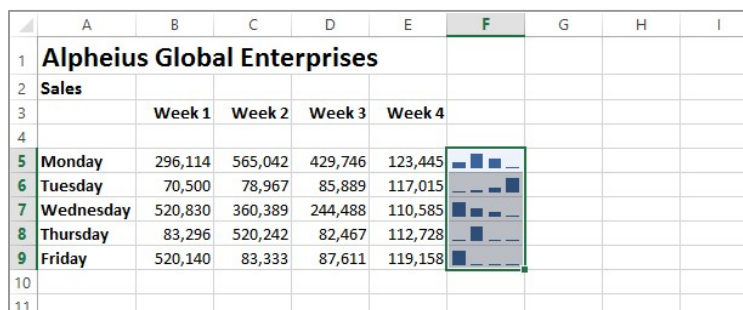 A B C D E F G H I
1 Alpheius Global Enterprises
2 Sales
3 Week 1 Week 2 Week 3 Week 4
4
5 Monday 296,114 565,042 429,746 123,445
6 Tuesday 70,500 78,967 85,889 117,015
7 Wednesday 520,830 360,389 244,488 110,585
8 Thursday 83,296 520,242 82,467 112,728
9 Friday 520,140 83,333 87,611 119,158
10
11